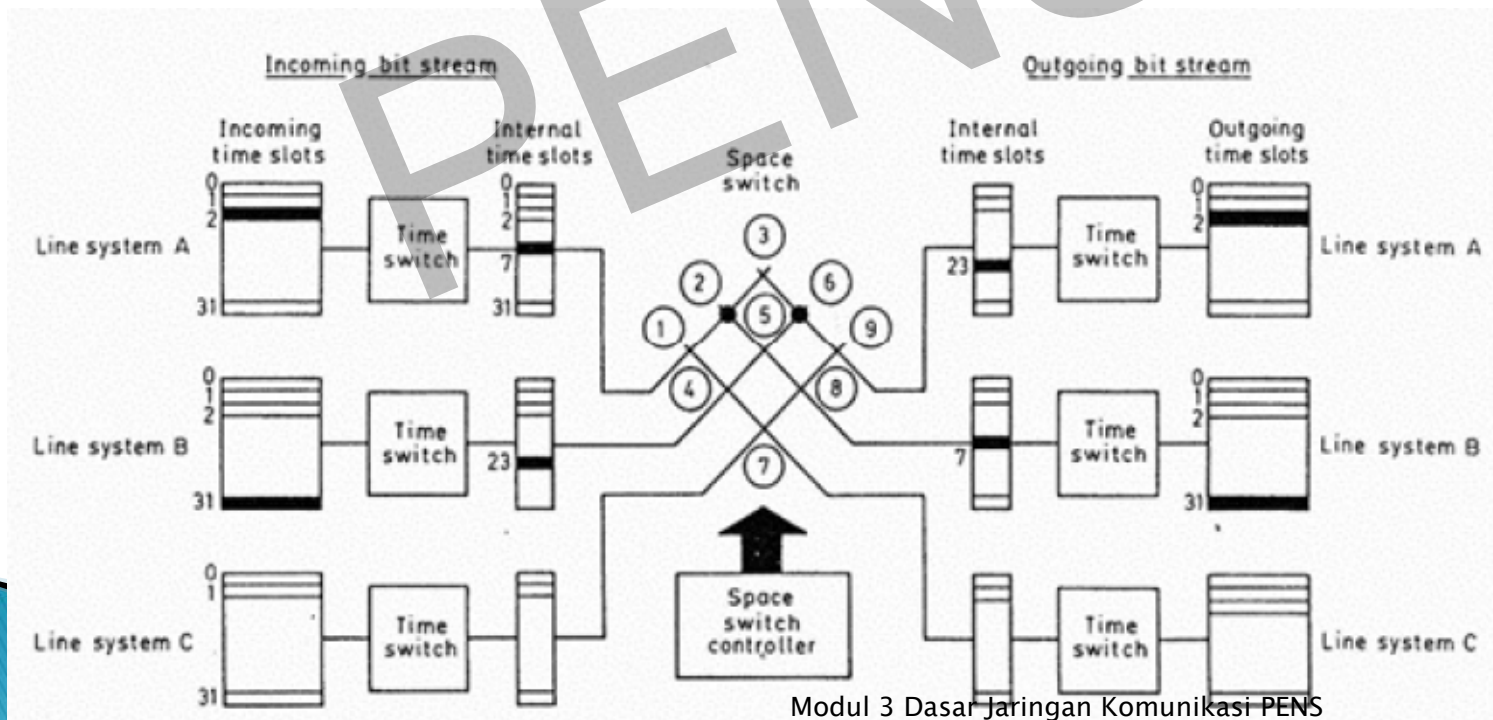 PENS
Incoming bit stream
Outgoing bit stream
Incoming time slots
Internal time slots
Space switch
Internal time slots
Outgoing time slots
Line system A
0
1
2
31
Time switch
0
1
2
7
31
23
Time switch
0
1
2
Line system A
1
2
3
4
5
6
7
8
9
Line system B
0
1
2
31
Time switch
23
7
Time switch
0
1
2
31
Line system B
Line system C
0
1
31
Time switch
Space switch controller
Time switch
Line system C
Modul 3 Dasar Jaringan Komunikasi PENS